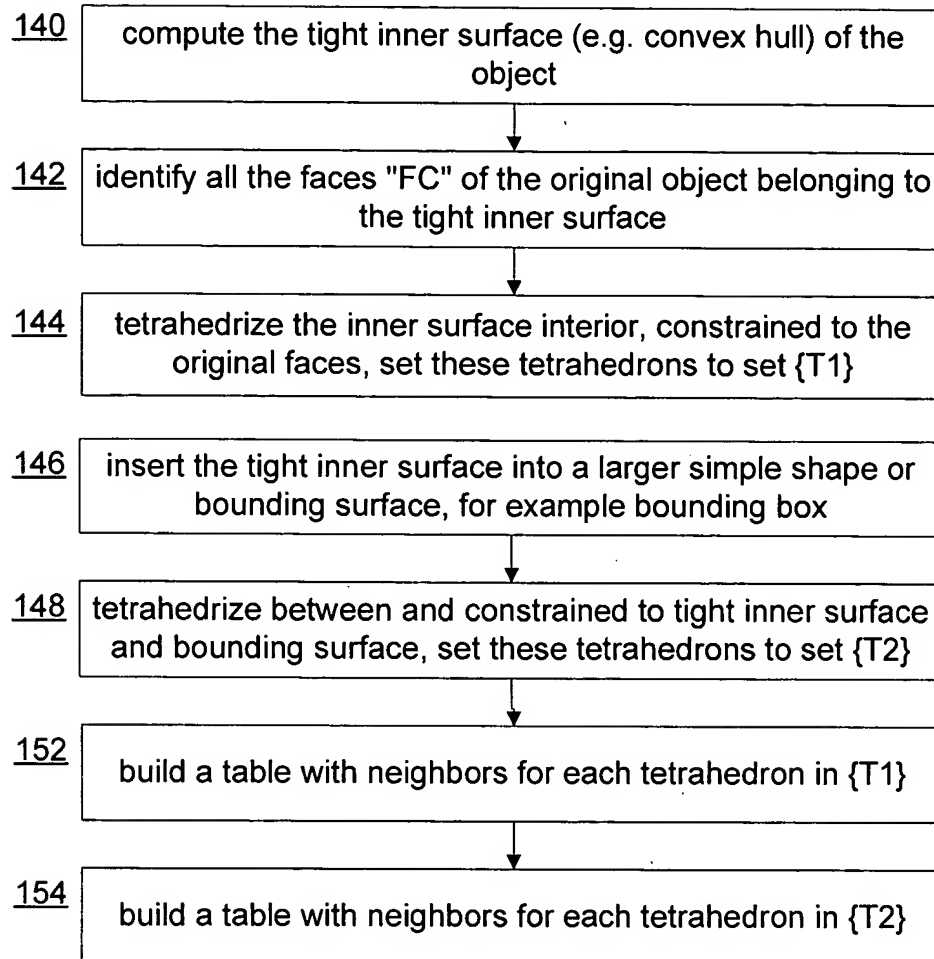 140
compute the tight inner surface (e.g. convex hull) of the
object
142
identify all the faces "FC" of the original object belonging to
the tight inner surface
144
tetrahedrize the inner surface interior, constrained to the
original faces, set these tetrahedrons to set {T1}
146
insert the tight inner surface into a larger simple shape or
bounding surface, for example bounding box
148
tetrahedrize between and constrained to tight inner surface
and bounding surface, set these tetrahedrons to set {T2}
152
build a table with neighbors for each tetrahedron in {T1}
154
build a table with neighbors for each tetrahedron in {T2}